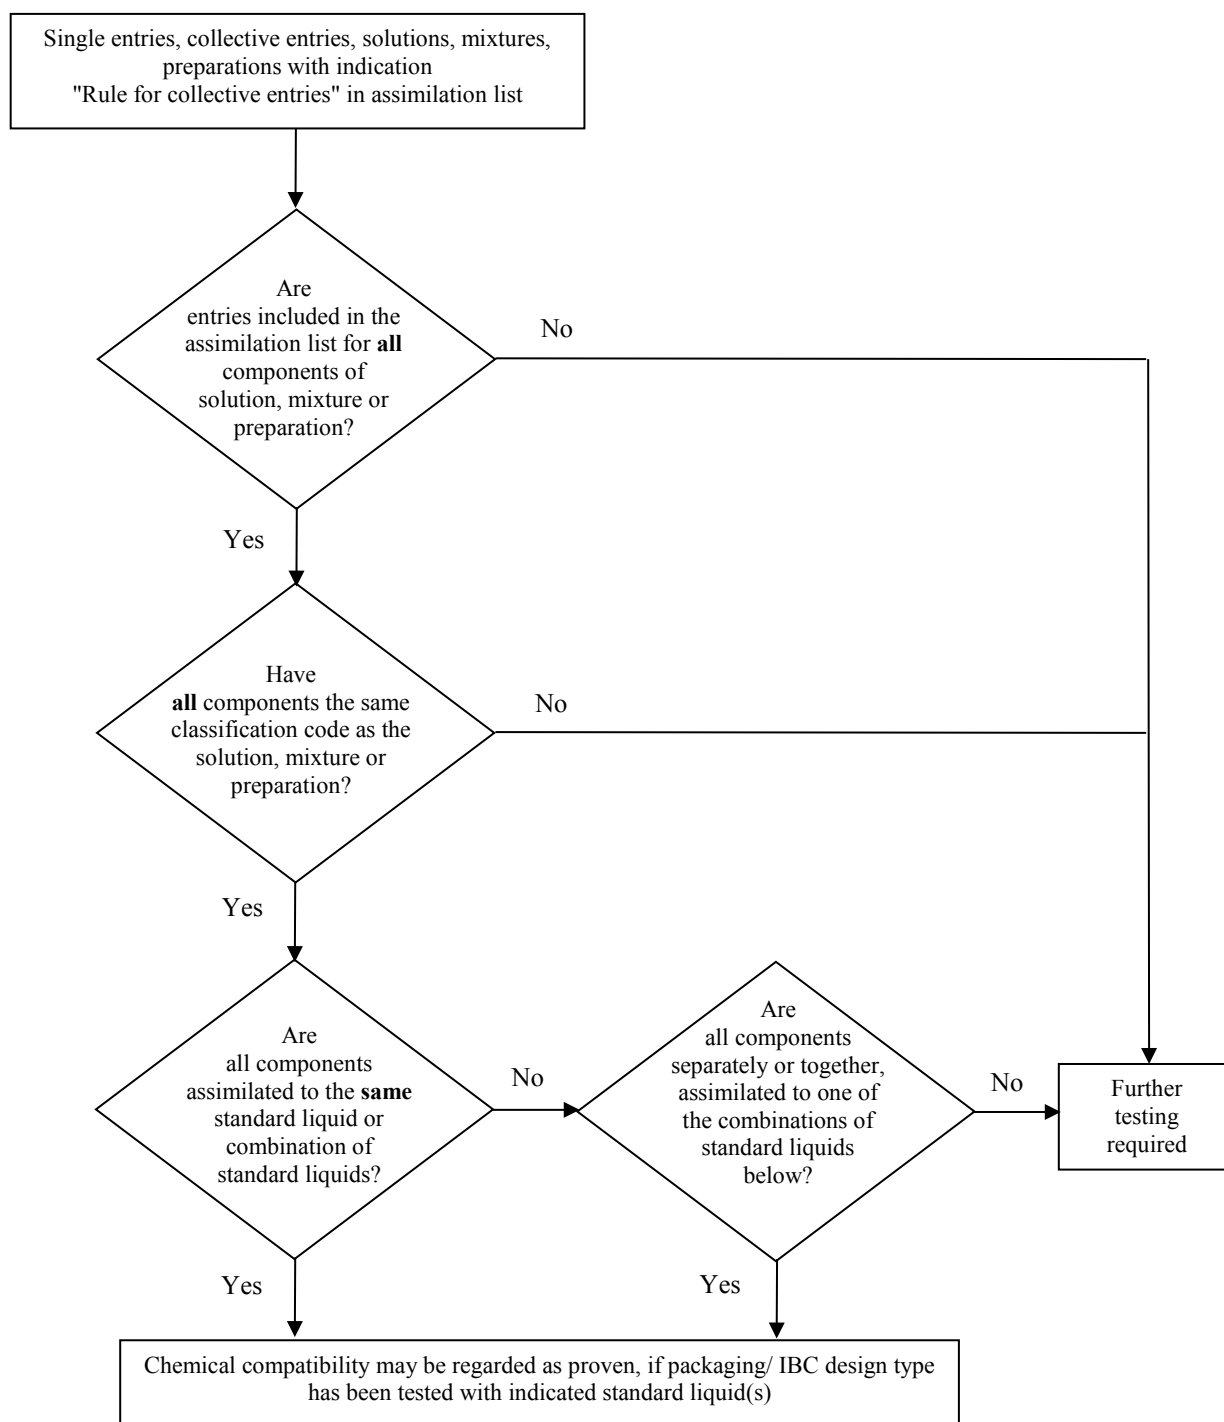 Single entries, collective entries, solutions, mixtures,
preparations with indication
"Rule for collective entries" in assimilation list
Are
entries included in the
assimilation list for all
components of
solution, mixture or
preparation?
No
Yes
Have
all components the same
classification code as the
solution, mixture or
preparation?
No
Yes
Are
all components
assimilated to the same
standard liquid or
combination of
standard liquids?
No
Are
all components
separately or together,
assimilated to one of
the combinations of
standard liquids
below?
No
Further
testing
required
Yes
Yes
Chemical compatibility may be regarded as proven, if packaging/ IBC design type
has been tested with indicated standard liquid(s)